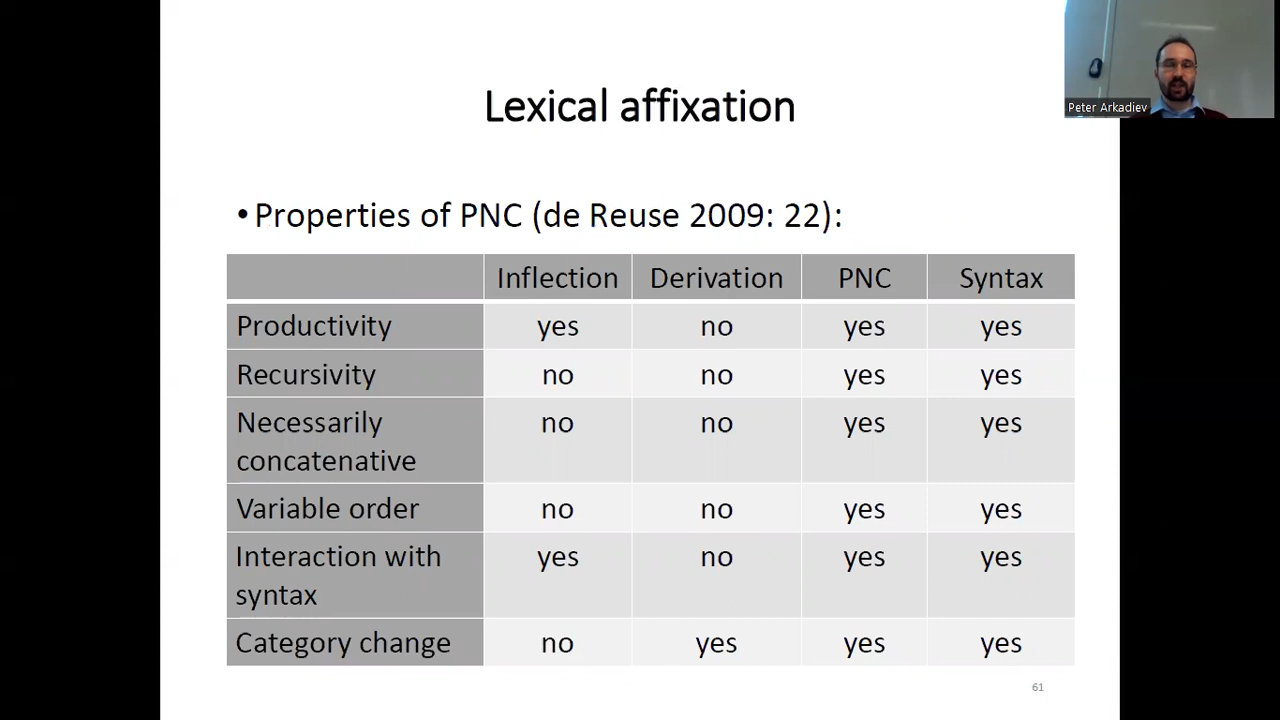 Peter Arkadiev
Lexical affixation
• Properties of PNC (de Reuse 2009: 22):
Inflection Derivation PNC Syntax
Productivity yes no yes yes
Recursivity no no yes yes
Necessarily concatenative no no yes yes
Variable order no no yes yes
Interaction with syntax yes no yes yes
Category change no yes yes yes
61